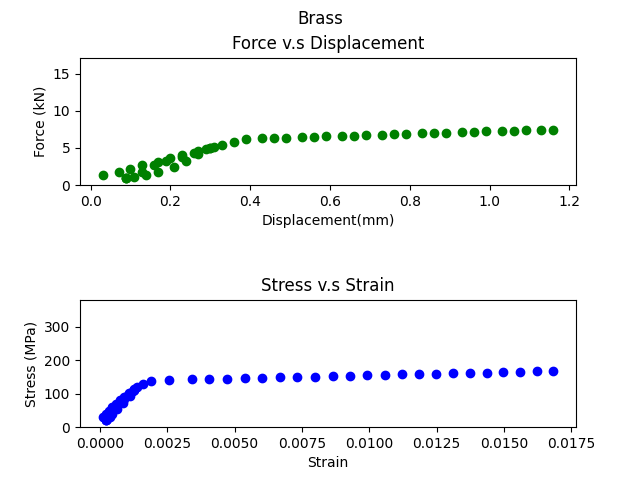 Brass
Force v.s Displacement
15
10
5
0
Force (kN)
0.0 0.2 0.4 0.6 0.8 1.0 1.2
Displacement(mm)
Stress v.s Strain
300
200
100
0
Stress (MPa)
0.0000 0.0025 0.0050 0.0075 0.0100 0.0125 0.0150 0.0175
Strain